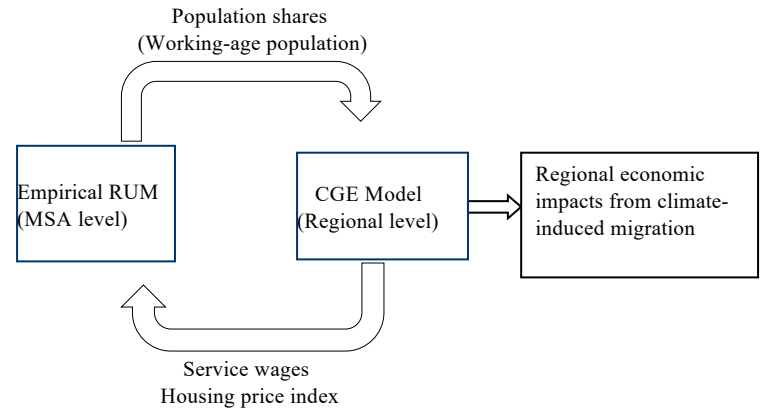 Population shares
(Working-age population)
Empirical RUM
(MSA level)
CGE Model
(Regional level)
Regional economic
impacts from climate-
induced migration
Service wages
Housing price index